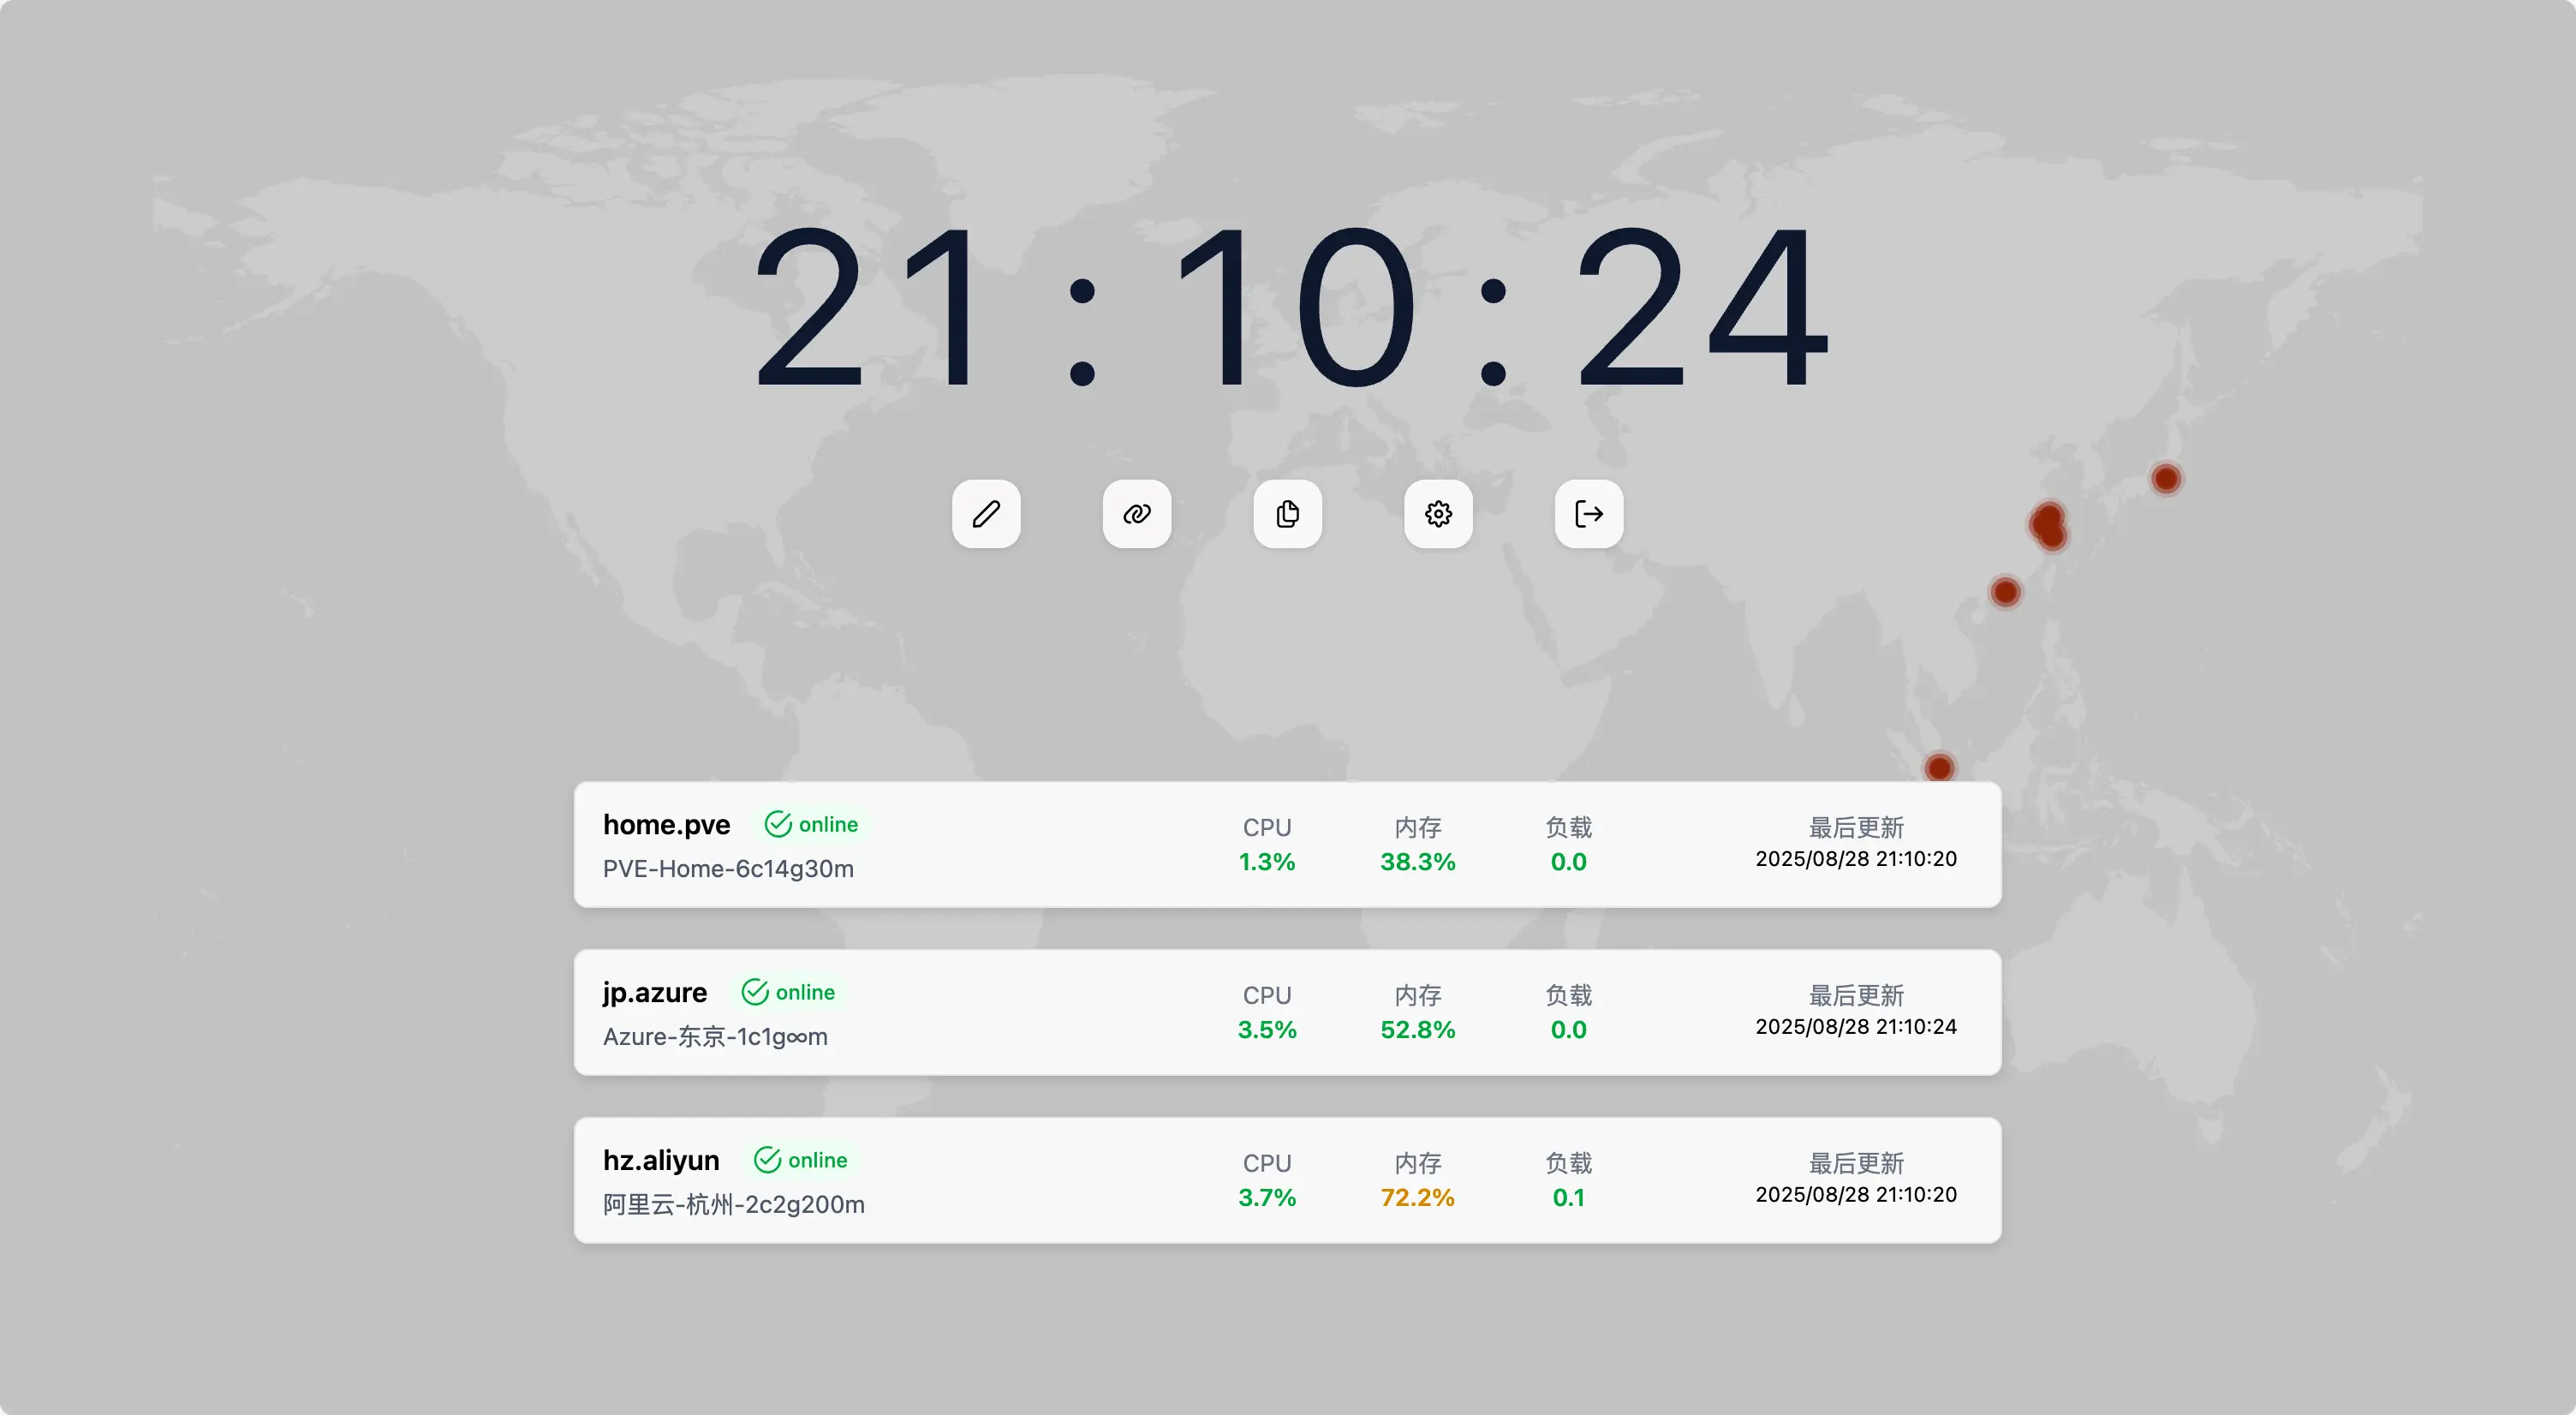 21:10:24
home.pve online
PVE-Home-6c14g30m
CPU 内存 负载 最后更新
1.3% 38.3% 0.0 2025/08/28 21:10:20
jp.azure online
Azure-东京-1c1g∞m
CPU 内存 负载 最后更新
3.5% 52.8% 0.0 2025/08/28 21:10:24
hz.aliyun online
阿里云-杭州-2c2g200m
CPU 内存 负载 最后更新
3.7% 72.2% 0.1 2025/08/28 21:10:20